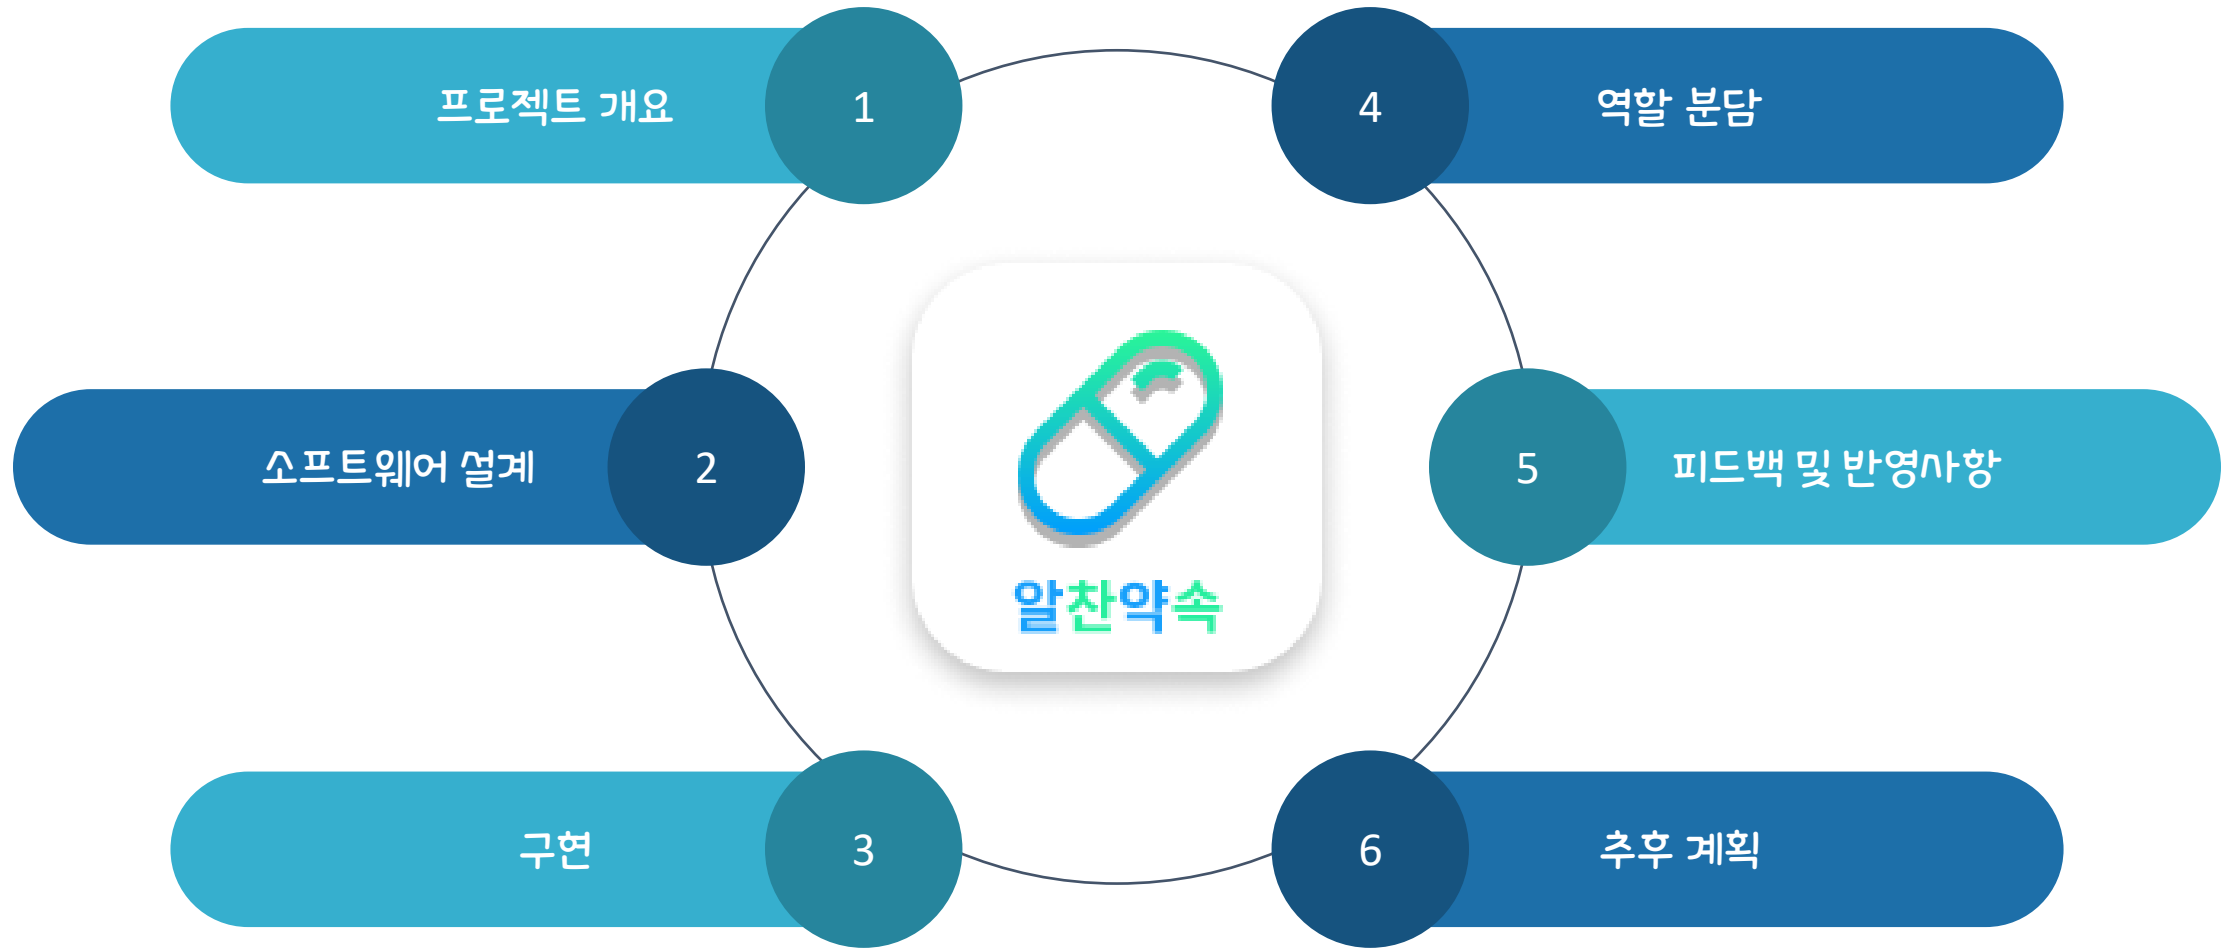 프로젝트 개요
1
소프트웨어 설계
2
구현
3
4
역할 분담
5
피드백 및 반영사항
6
추후 계획
알찬약속